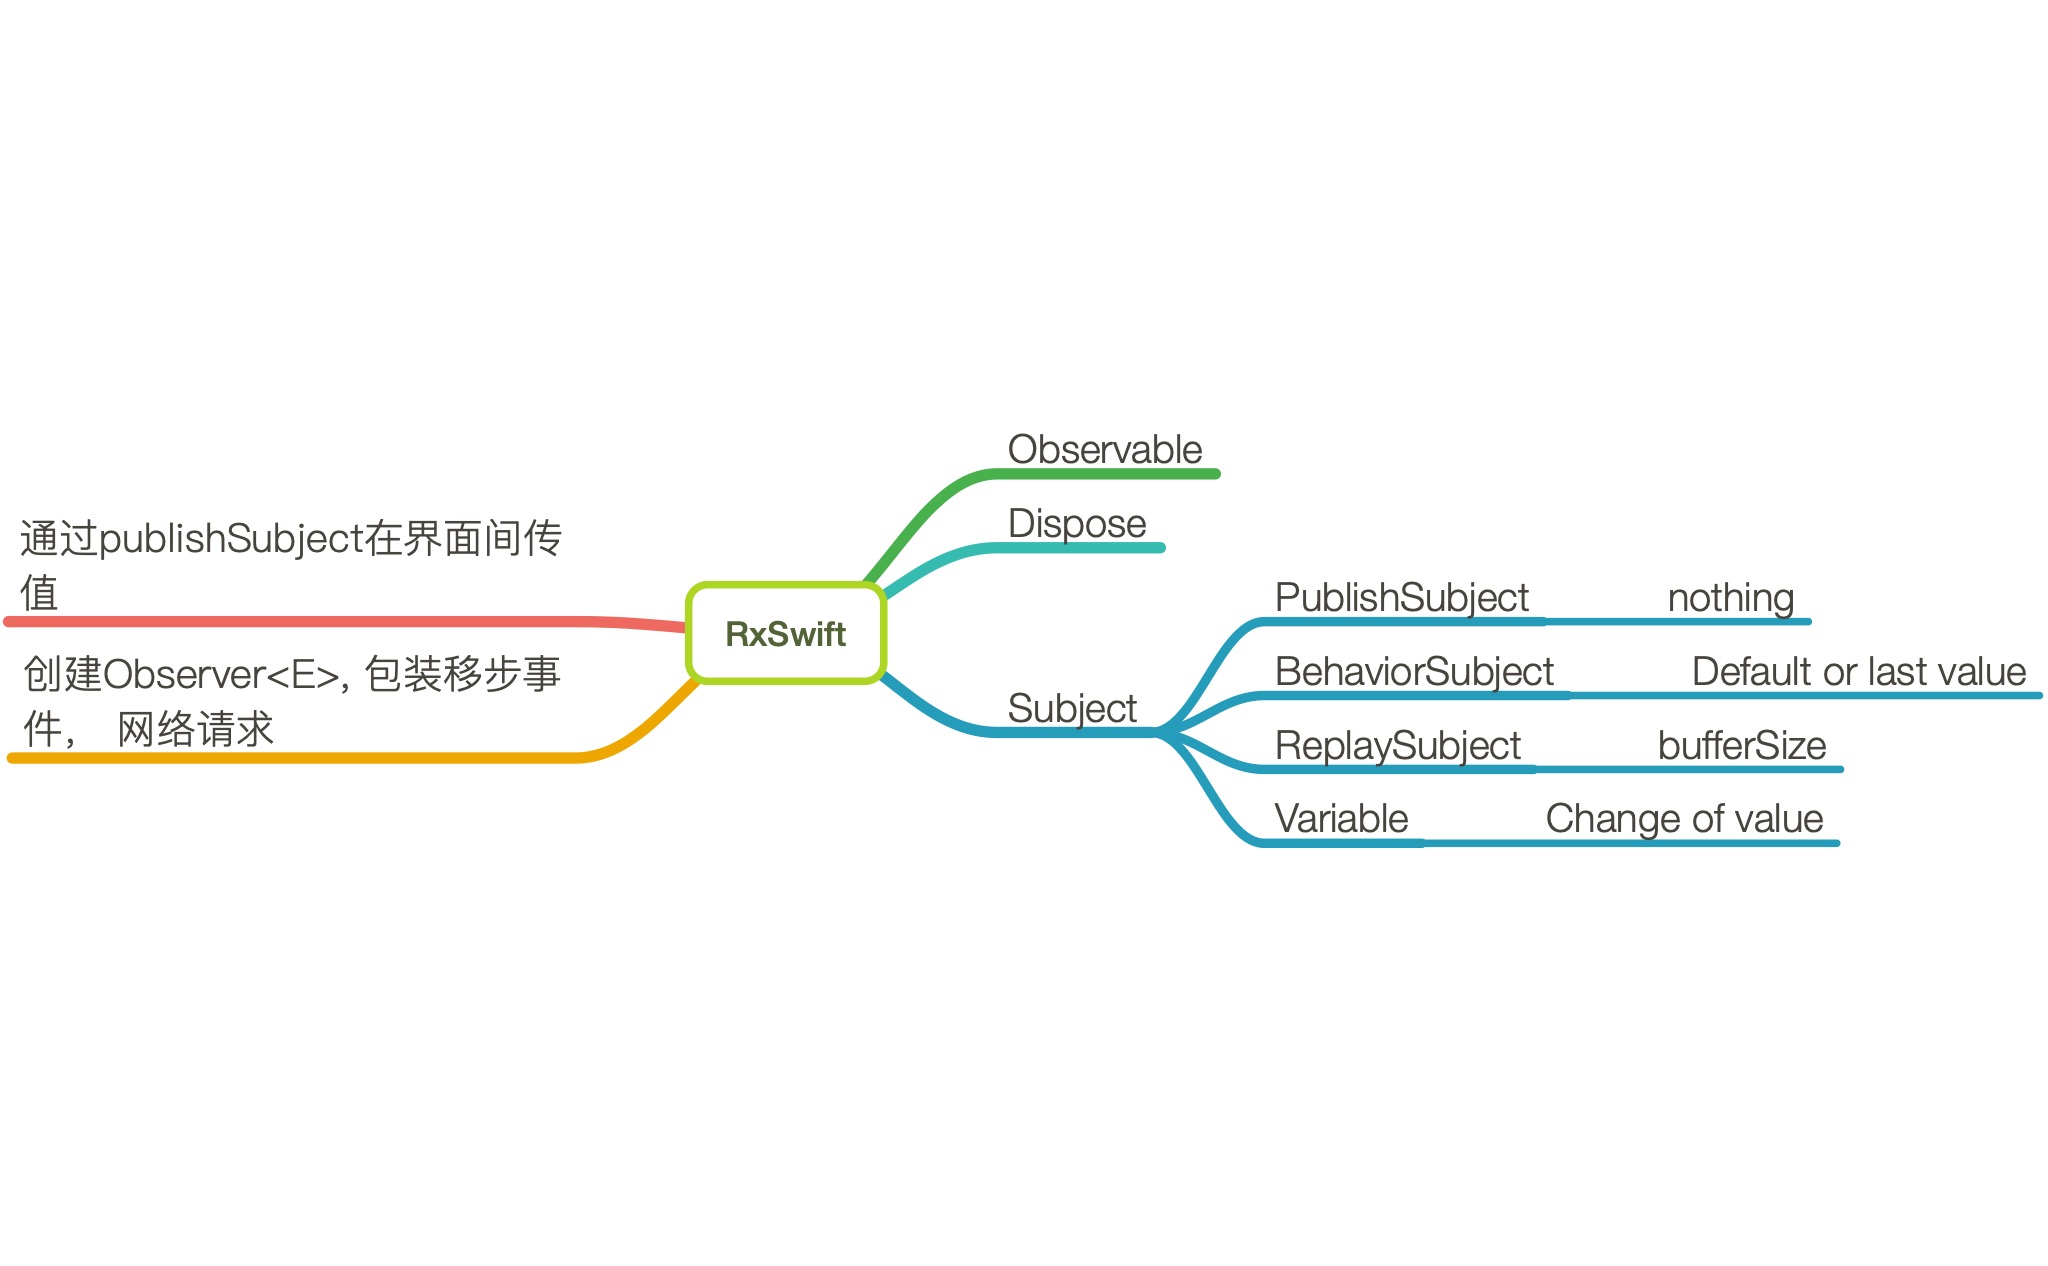 通过publishSubject在界面间传
值
创建Observer<E>, 包装移步事
件， 网络请求
RxSwift
Observable
Dispose
Subject
PublishSubject nothing
BehaviorSubject Default or last value
ReplaySubject bufferSize
Variable Change of value